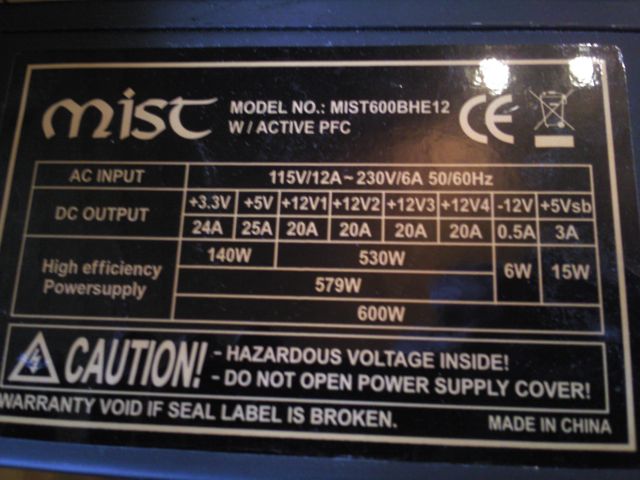 mist
MODEL NO.: MIST600BHE12
W/ ACTIVE PFC
CE
AC INPUT 115V/12A~230V/6A 50/60Hz
DC OUTPUT +3.3V +5V +12V1 +12V2 +12V3 +12V4 -12V +5Vsb
24A 25A 20A 20A 20A 20A 0.5A 3A
High efficiency Powersupply 140W 530W 6W 15W
579W
600W
CAUTION! - HAZARDOUS VOLTAGE INSIDE!
- DO NOT OPEN POWER SUPPLY COVER!
WARRANTY VOID IF SEAL LABEL IS BROKEN. MADE IN CHINA